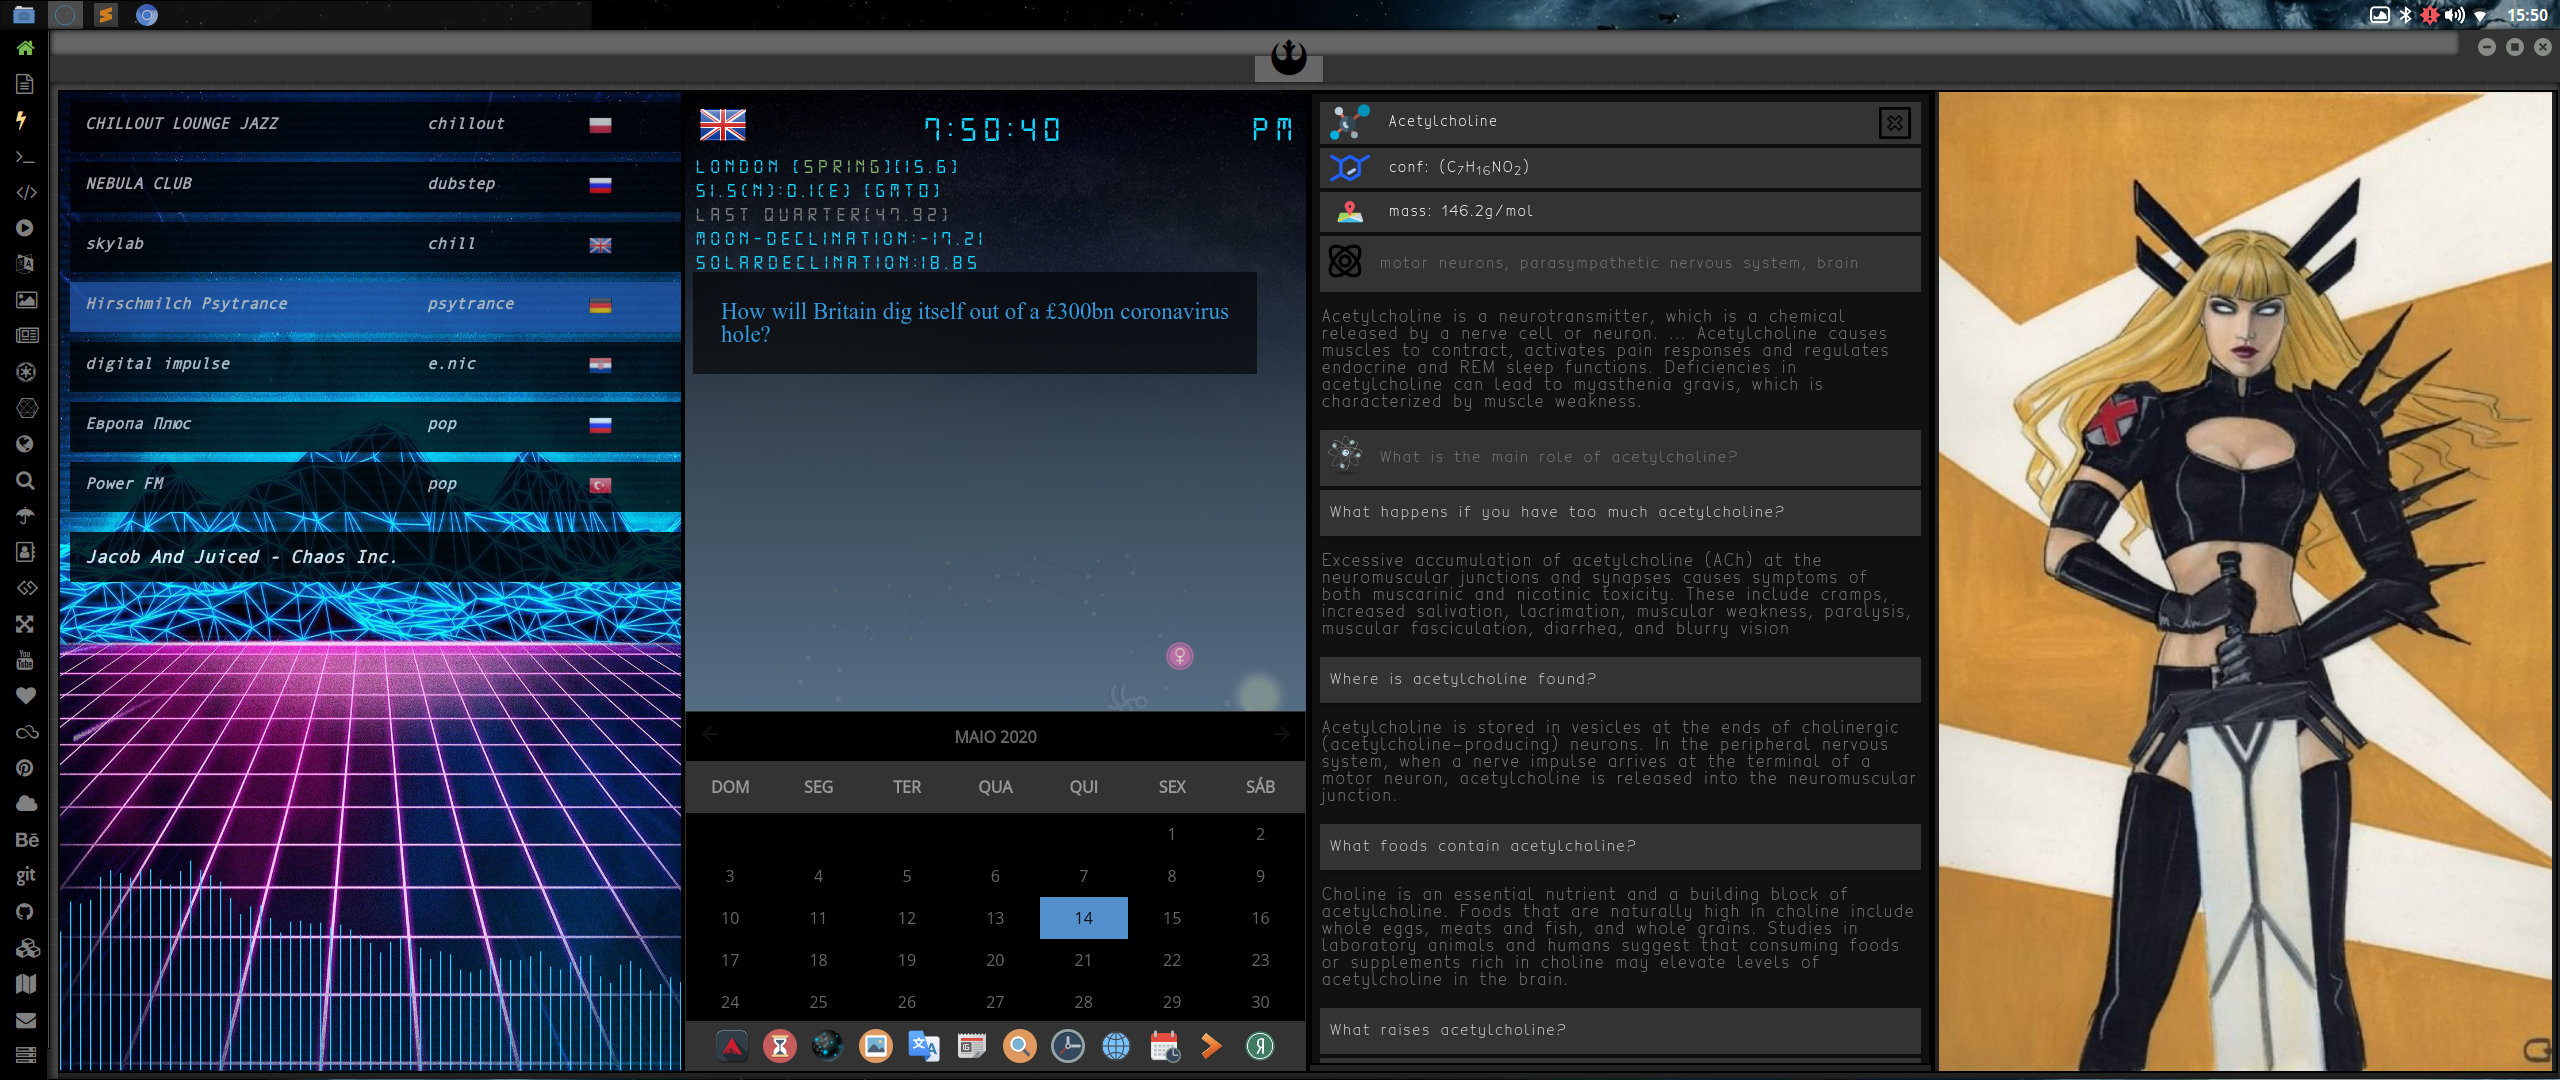 15:50
CHILLOUT LOUNGE JAZZ chillout
NEBULA CLUB dubstep
skylab chill
Hirschmilch Psytrance psytrance
digital impulse e.nic
Европа Плюс pop
Power FM pop
Jacob And Juiced - Chaos Inc.
You
Tube
Bē
git
7:50:40 PM
LONDON [SPRING][15.6]
51.5(N):0.1(E) [GMT0]
LAST QUARTER[47.92]
MOON-DECLINATION:-17.21
SOLARDECLINATION:18.85
How will Britain dig itself out of a £300bn coronavirus
hole?
MAIO 2020
DOM SEG TER QUA QUI SEX SÁB
1 2
3 4 5 6 7 8 9
10 11 12 13 14 15 16
17 18 19 20 21 22 23
24 25 26 27 28 29 30
Acetylcholine
conf: (C₇H₁₆NO₂)
mass: 146.2g/mol
motor neurons, parasympathetic nervous system, brain
Acetylcholine is a neurotransmitter, which is a chemical
released by a nerve cell or neuron. ... Acetylcholine causes
muscles to contract, activates pain responses and regulates
endocrine and REM sleep functions. Deficiencies in
acetylcholine can lead to myasthenia gravis, which is
characterized by muscle weakness.
What is the main role of acetylcholine?
What happens if you have too much acetylcholine?
Excessive accumulation of acetylcholine (ACh) at the
neuromuscular junctions and synapses causes symptoms of
both muscarinic and nicotinic toxicity. These include cramps,
increased salivation, lacrimation, muscular weakness, paralysis,
muscular fasciculation, diarrhea, and blurry vision
Where is acetylcholine found?
Acetylcholine is stored in vesicles at the ends of cholinergic
(acetylcholine-producing) neurons. In the peripheral nervous
system, when a nerve impulse arrives at the terminal of a
motor neuron, acetylcholine is released into the neuromuscular
junction.
What foods contain acetylcholine?
Choline is an essential nutrient and a building block of
acetylcholine. Foods that are naturally high in choline include
whole eggs, meats and fish, and whole grains. Studies in
laboratory animals and humans suggest that consuming foods
or supplements rich in choline may elevate levels of
acetylcholine in the brain.
What raises acetylcholine?